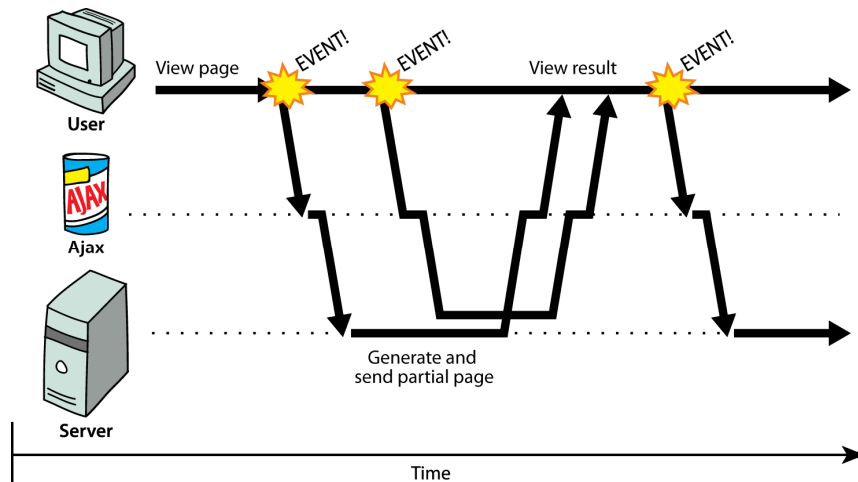 EVENT!
EVENT!
EVENT!
View page
View result
User
AJAX
Ajax
Generate and
send partial page
Server
Time